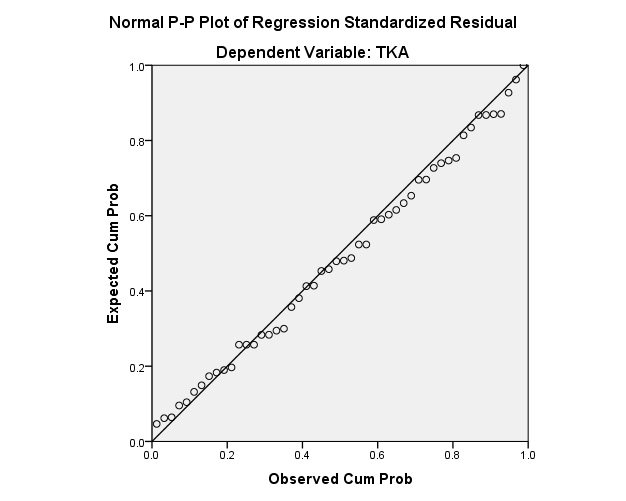 Normal P-P Plot of Regression Standardized Residual
Dependent Variable: TKA
Expected Cum Prob
1.0
0.8
0.6
0.4
0.2
0.0
0.0 0.2 0.4 0.6 0.8 1.0
Observed Cum Prob